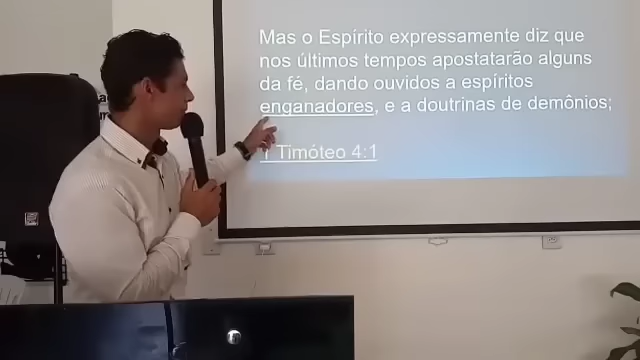 Mas o Espírito expressamente diz que
nos últimos tempos apostatarão alguns
da fé, dando ouvidos a espíritos
enganadores, e a doutrinas de demônios;
1 Timóteo 4:1